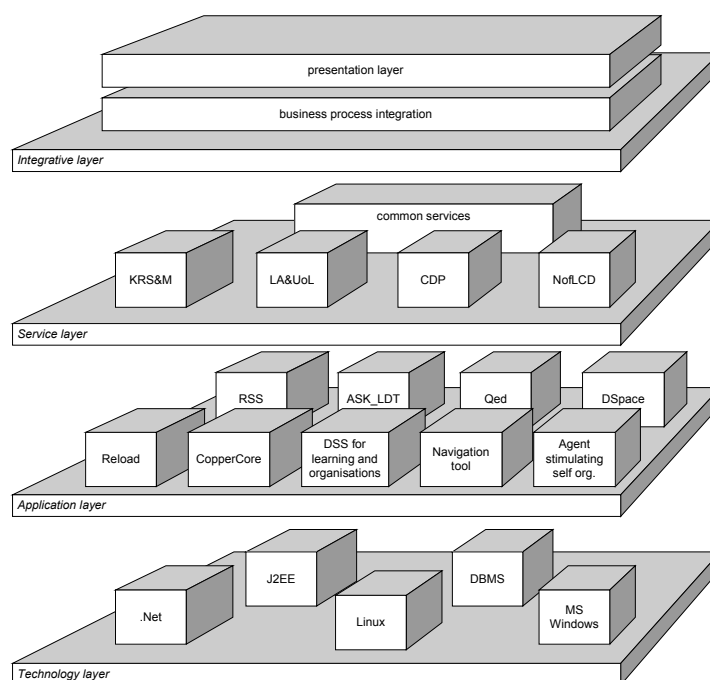 presentation layer
business process integration
Integrative layer
common services
KRS&M
LA&UoL
CDP
NofLCD
Service layer
RSS
ASK_LDT
Qed
DSpace
Reload
CopperCore
DSS for
learning and
organisations
Navigation
tool
Agent
stimulating
self org.
Application layer
J2EE
DBMS
.Net
Linux
MS
Windows
Technology layer